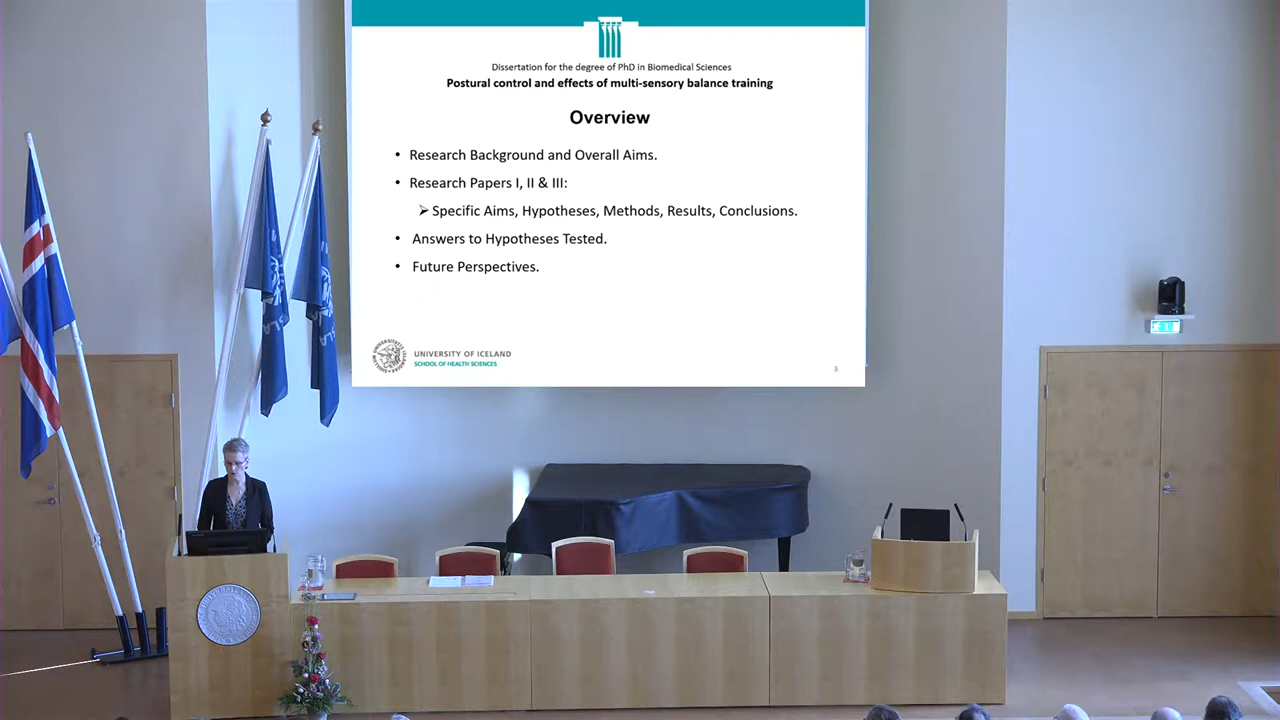 Dissertation for the degree of PhD in Biomedical Sciences
Postural control and effects of multi-sensory balance training
Overview
• Research Background and Overall Aims.
• Research Papers I, II & III:
➢ Specific Aims, Hypotheses, Methods, Results, Conclusions.
• Answers to Hypotheses Tested.
• Future Perspectives.
UNIVERSITY OF ICELAND
SCHOOL OF HEALTH SCIENCES
3